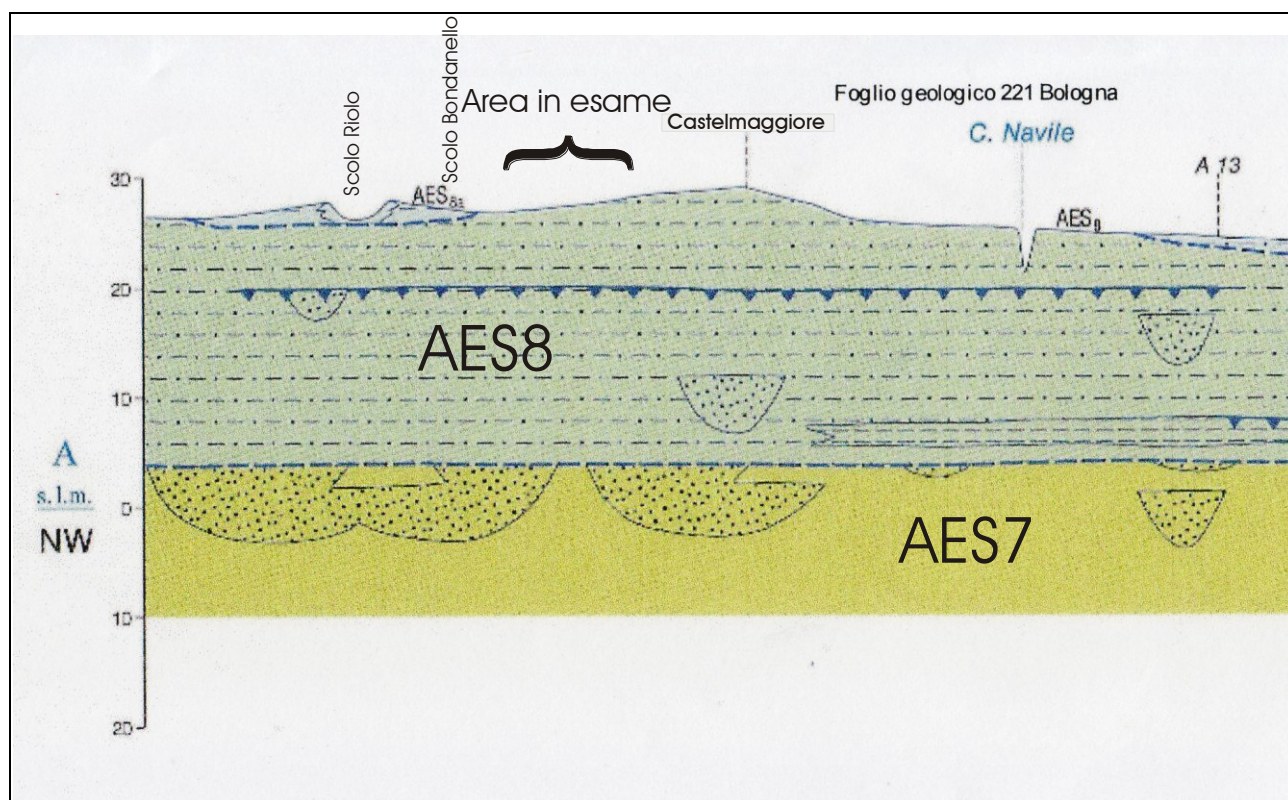 Scolo Riolo
Scolo Bondanello
Area in esame
Castelmaggiore
Foglio geologico 221 Bologna
C. Navile
A 13
AES8a
AES8
30
20
10
0
10
20
AES8
AES7
A
s.l.m.
NW